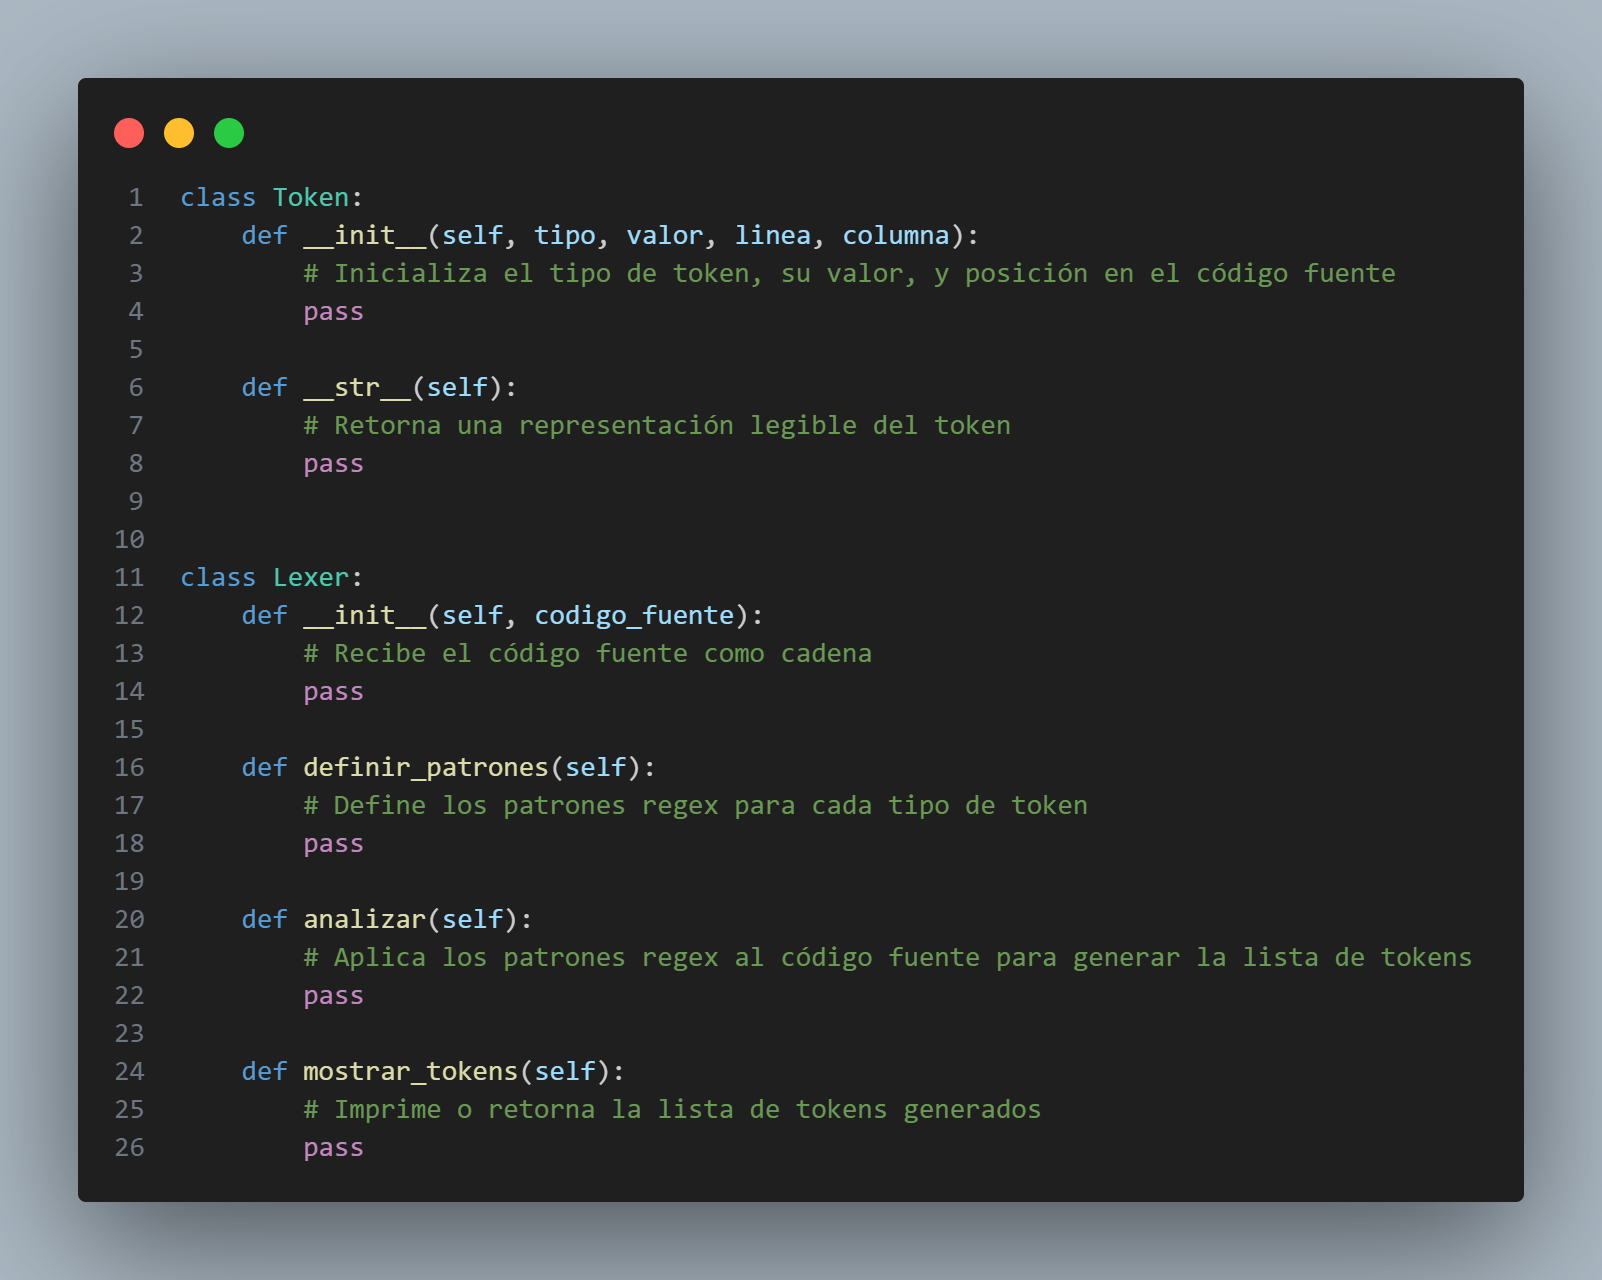 1 class Token:
2     def __init__(self, tipo, valor, linea, columna):
3         # Inicializa el tipo de token, su valor, y posición en el código fuente
4         pass
5
6     def __str__(self):
7         # Retorna una representación legible del token
8         pass
9
10
11 class Lexer:
12     def __init__(self, codigo_fuente):
13         # Recibe el código fuente como cadena
14         pass
15
16     def definir_patrones(self):
17         # Define los patrones regex para cada tipo de token
18         pass
19
20     def analizar(self):
21         # Aplica los patrones regex al código fuente para generar la lista de tokens
22         pass
23
24     def mostrar_tokens(self):
25         # Imprime o retorna la lista de tokens generados
26         pass